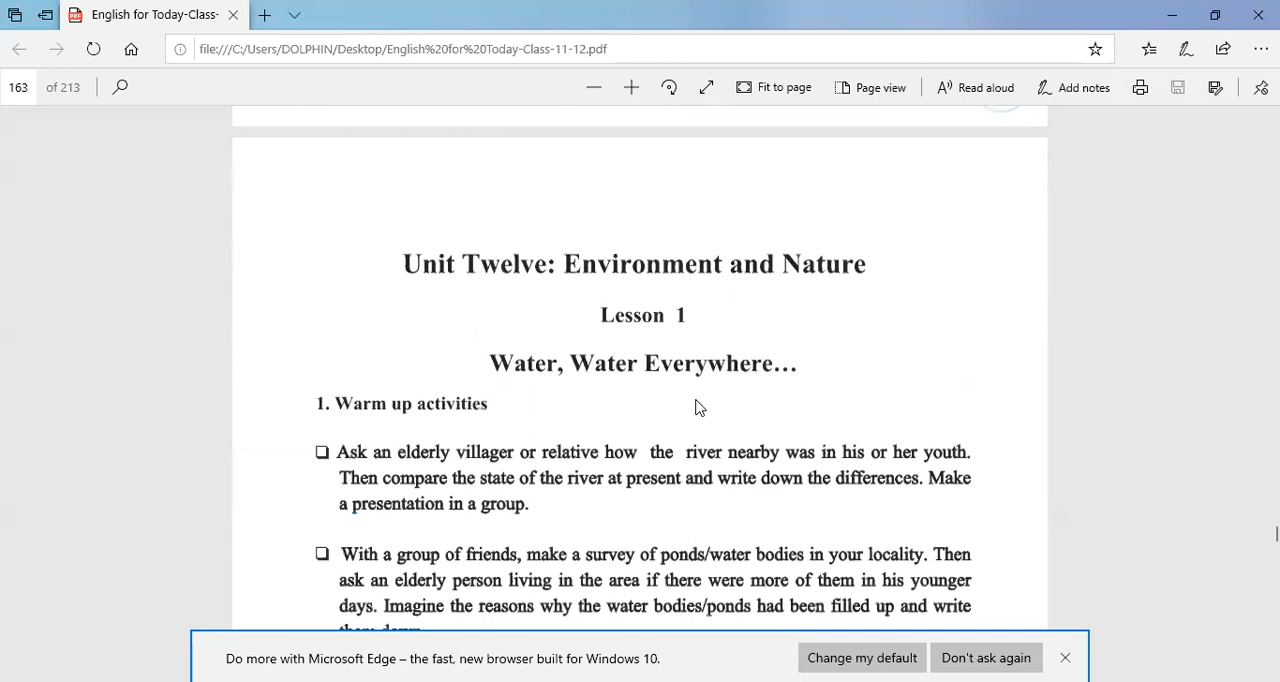 English for Today-Class-
file:///C:/Users/DOLPHIN/Desktop/English%20for%20Today-Class-11-12.pdf
163 of 213 Fit to page Page view Read aloud Add notes
Unit Twelve: Environment and Nature
Lesson 1
Water, Water Everywhere...
1. Warm up activities
❑ Ask an elderly villager or relative how the river nearby was in his or her youth.
Then compare the state of the river at present and write down the differences. Make
a presentation in a group.
❑ With a group of friends, make a survey of ponds/water bodies in your locality. Then
ask an elderly person living in the area if there were more of them in his younger
days. Imagine the reasons why the water bodies/ponds had been filled up and write
them down.
Do more with Microsoft Edge – the fast, new browser built for Windows 10. Change my default Don't ask again